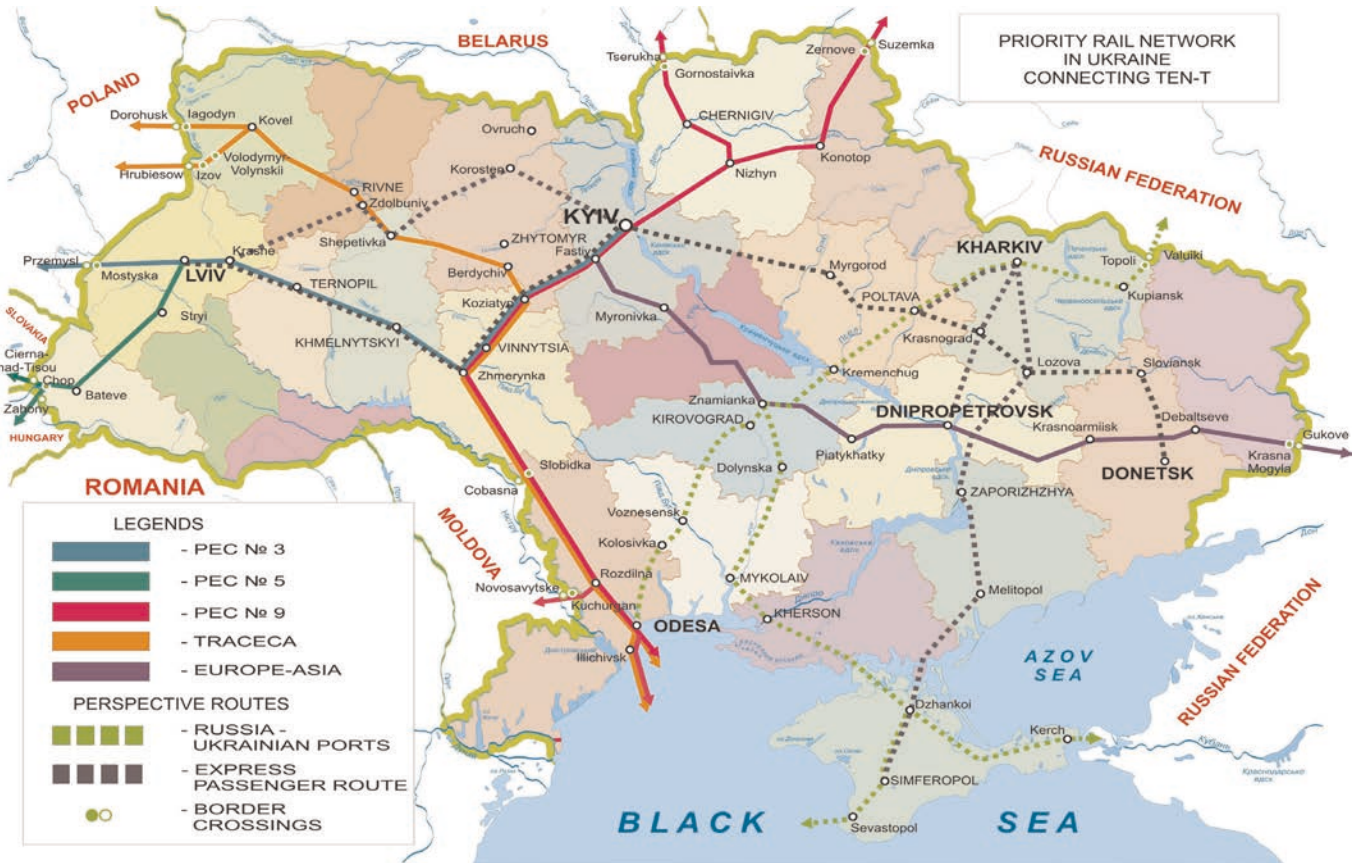 PRIORITY RAIL NETWORK
IN UKRAINE
CONNECTING TEN-T
BELARUS
POLAND
RUSSIAN FEDERATION
SLOVAKIA
HUNGARY
ROMANIA
MOLDOVA
RUSSIAN FEDERATION
AZOV
SEA
BLACK SEA
Tserukha
Gornostaivka
Zernove
Suzemka
CHERNIGIV
Konotop
Nizhyn
Dorohusk
Iagodyn
Kovel
Hrubiesow
Izov
Volodymyr-
Volynskii
Ovruch
Korosten
RIVNE
Zdolbuniv
Shepetivka
KYIV
ZHYTOMYR
Fastiv
Berdychiv
Koziatyn
Przemysl
Mostyska
LVIV
Krasne
TERNOPIL
Stryi
KHMELNYTSKYI
VINNYTSIA
Zhmerynka
Myronivka
Myrgorod
POLTAVA
KHARKIV
Topoli
Valuiki
Kupiansk
Krasnograd
Lozova
Sloviansk
Kremenchug
Cierna-
nad-Tisou
Chop
Zahony
Bateve
Znamianka
KIROVOGRAD
DNIPROPETROVSK
Piatykhatky
Krasnoarmiisk
Debaltseve
Gukove
Krasna
Mogyla
DONETSK
Dolynska
ZAPORIZHZHYA
Slobidka
Cobasna
Voznesensk
Kolosivka
Rozdilna
Novosavytske
Kuchurgan
MYKOLAIV
KHERSON
Melitopol
ODESA
Illichivsk
Dzhankoi
Kerch
SIMFEROPOL
Sevastopol
Кубань
Краснодарське
вдсх
Дон
LEGENDS
- PEC № 3
- PEC № 5
- PEC № 9
- TRACECA
- EUROPE-ASIA
PERSPECTIVE ROUTES
- RUSSIA -
UKRAINIAN PORTS
- EXPRESS
PASSENGER ROUTE
- BORDER
CROSSINGS